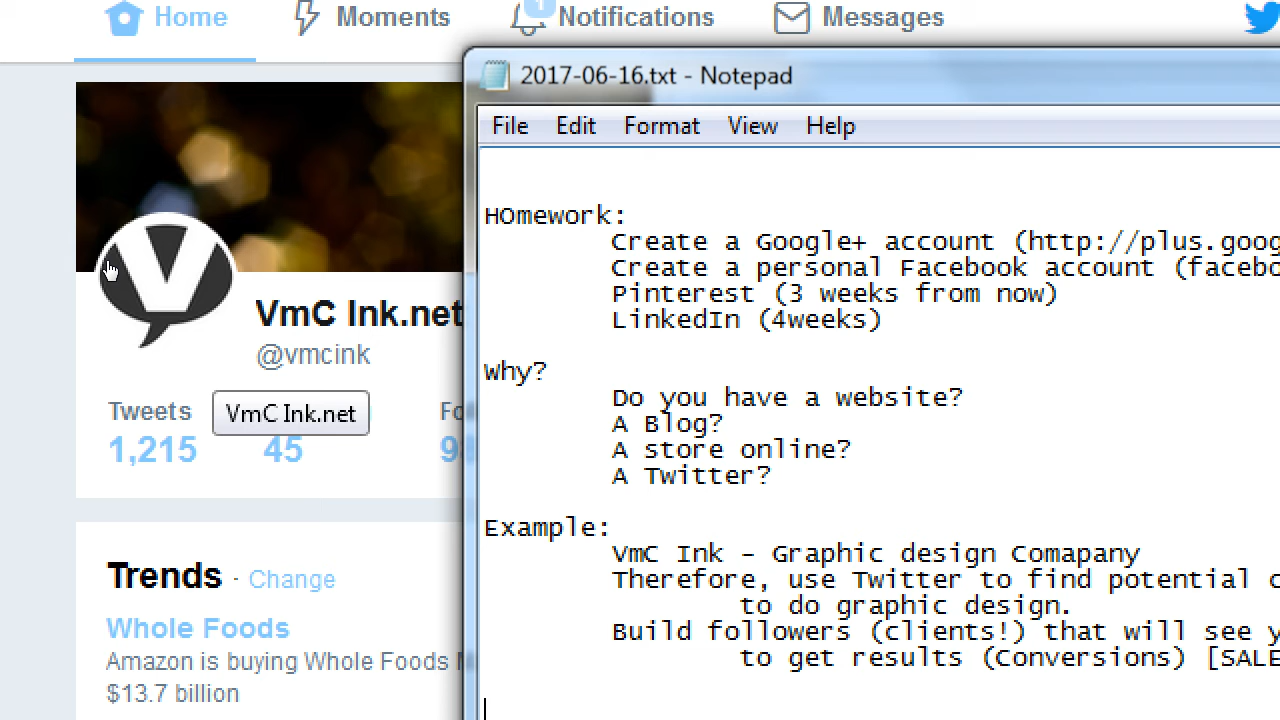 Home
Moments
1
Notifications
Messages
2017-06-16.txt - Notepad
File Edit Format View Help
VmC Ink.net
@vmcink
Tweets
1,215
45
VmC Ink.net
Trends · Change
Whole Foods
Amazon is buying Whole Foods
$13.7 billion
HOmework:
Create a Google+ account (http://plus.goog
Create a personal Facebook account (facebo
Pinterest (3 weeks from now)
LinkedIn (4weeks)
Why?
Do you have a website?
A Blog?
A store online?
A Twitter?
Example:
VmC Ink - Graphic design Comapany
Therefore, use Twitter to find potential c
to do graphic design.
Build followers (clients!) that will see y
to get results (Conversions) [SALE